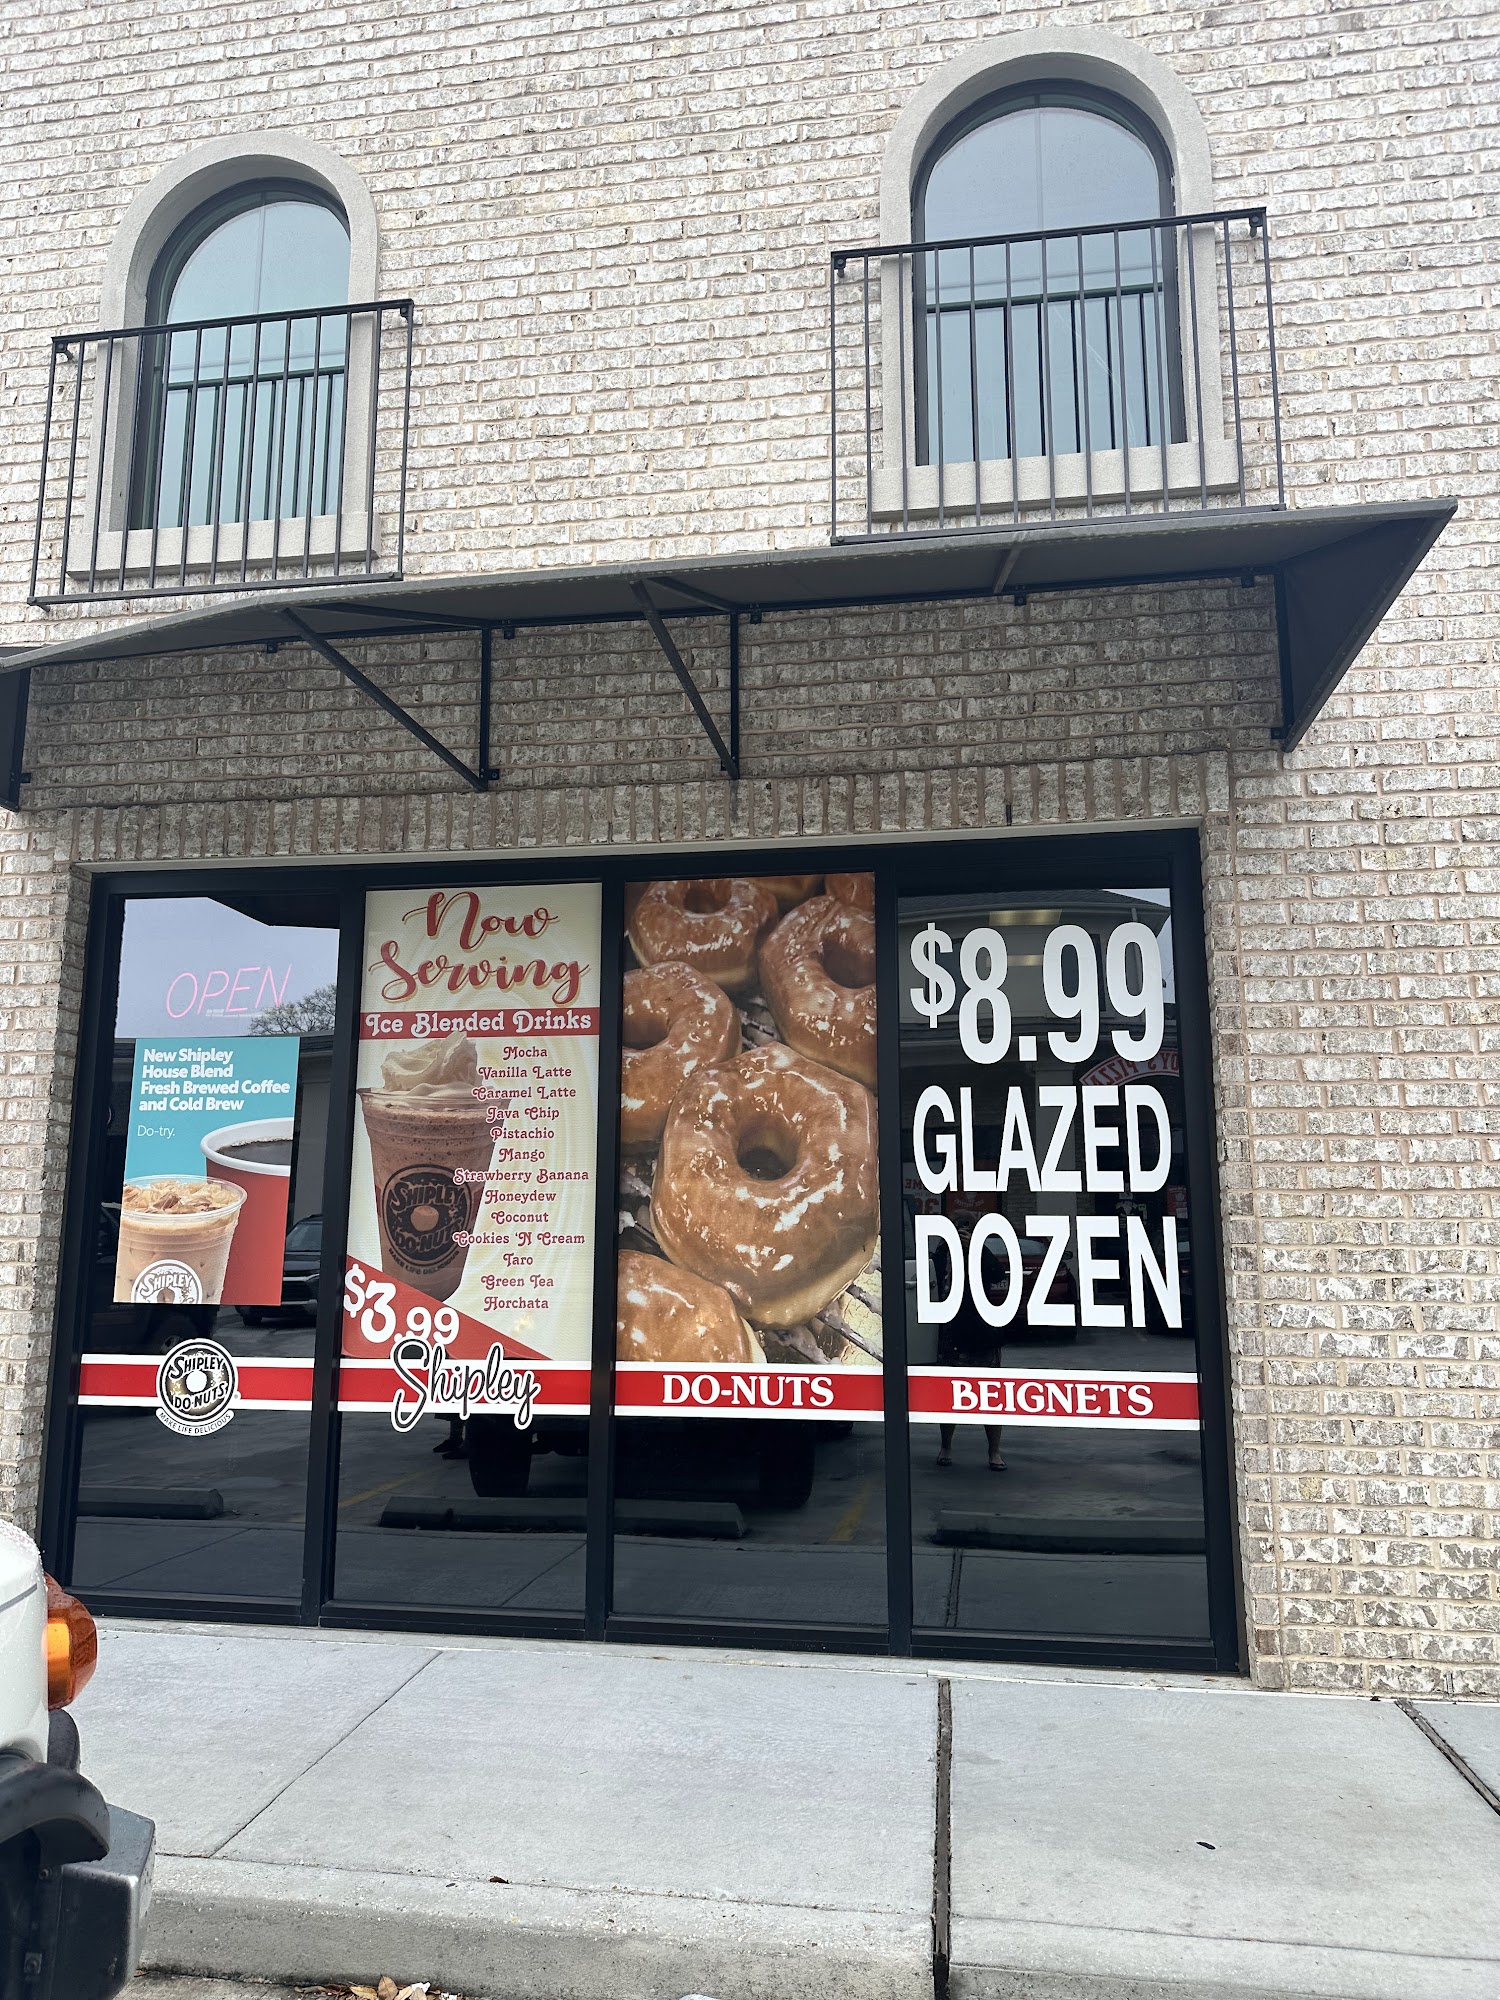 OPEN
New Shipley
House Blend
Fresh Brewed Coffee
and Cold Brew
Do-try.
SHIPLEY
SHIPLEY
DO-NUTS
MAKE LIFE DELICIOUS
Now
Serving
Ice Blended Drinks
Mocha
Vanilla Latte
Caramel Latte
Java Chip
Pistachio
Mango
Strawberry Banana
Honeydew
Coconut
Cookies 'N Cream
Taro
Green Tea
Horchata
SHIPLEY
DO-NUTS
$3.99
Shipley
DO-NUTS
$8.99
GLAZED
DOZEN
BEIGNETS